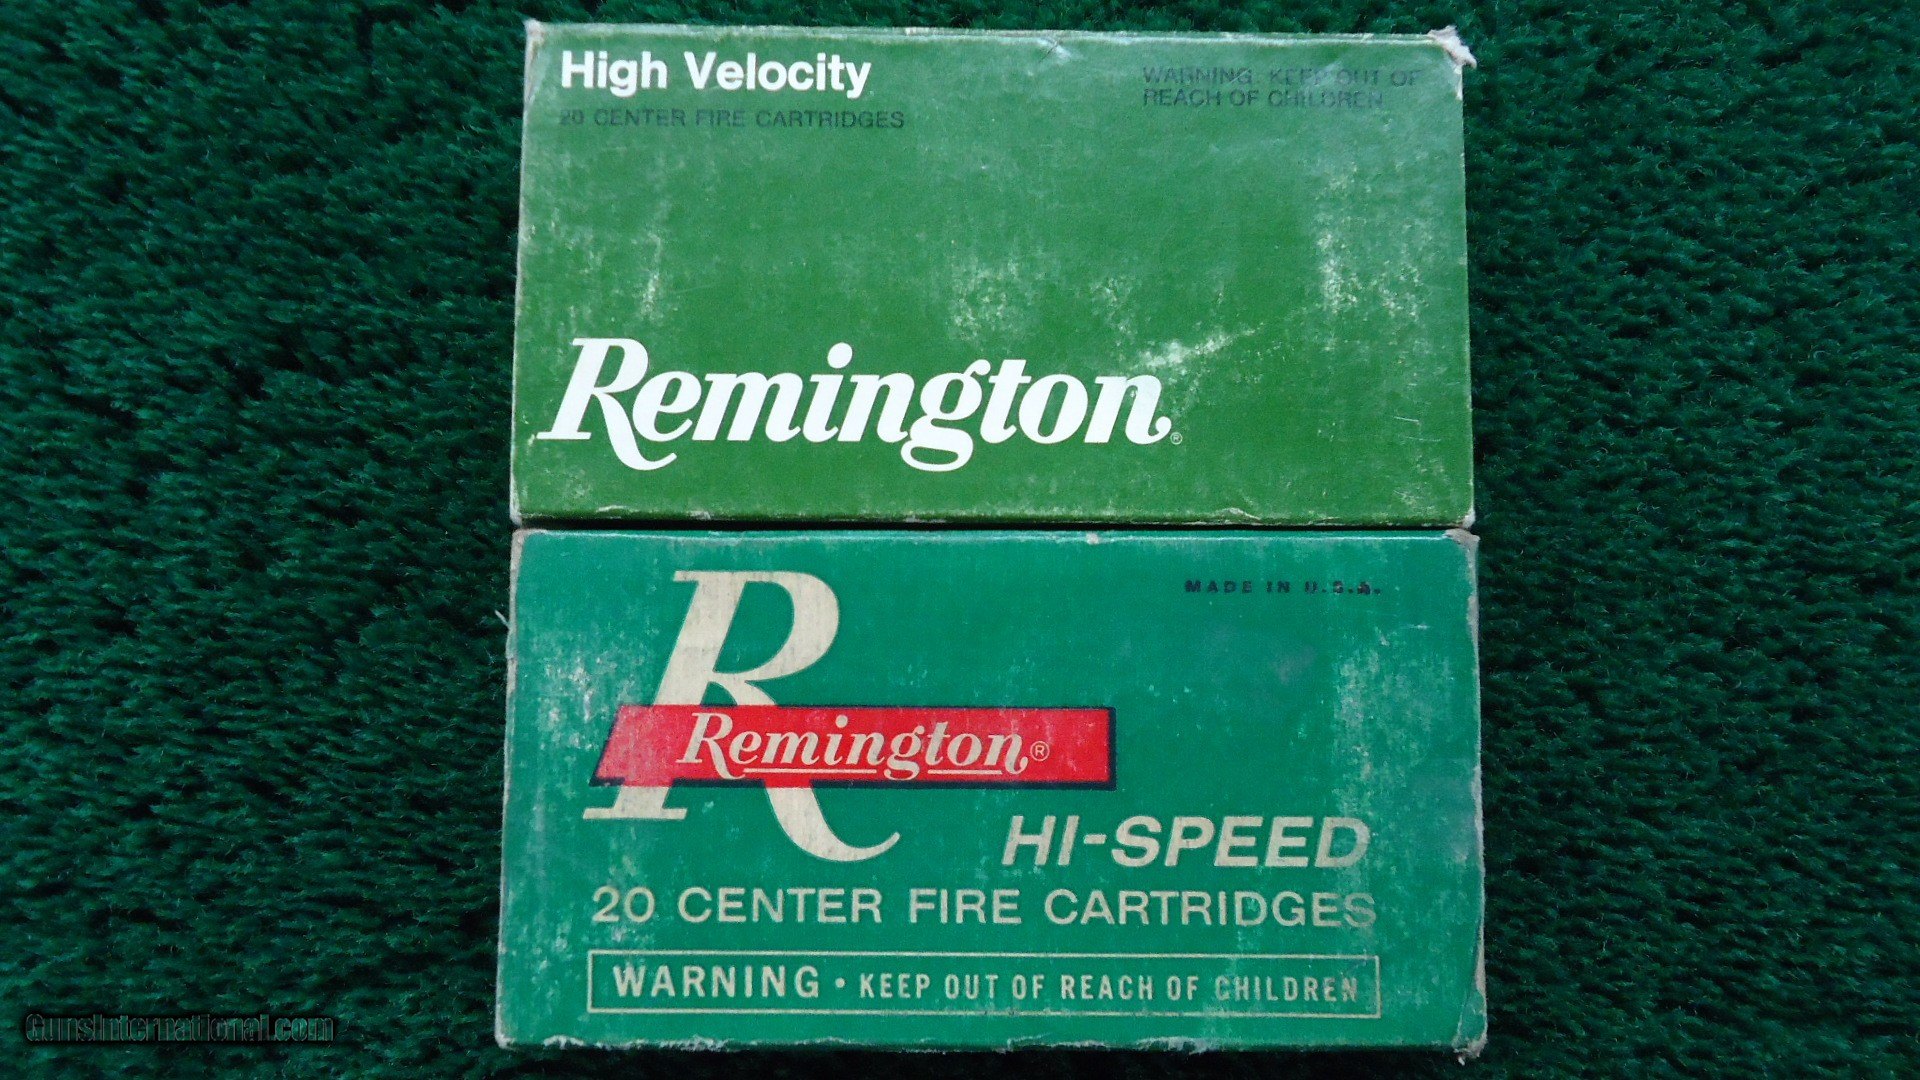 High Velocity
20 CENTER FIRE CARTRIDGES
WARNING. KEEP OUT OF
REACH OF CHILDREN
Remington®
MADE IN U.S.A.
R
Remington®
HI-SPEED
20 CENTER FIRE CARTRIDGES
WARNING • KEEP OUT OF REACH OF CHILDREN
GunsInternational.com